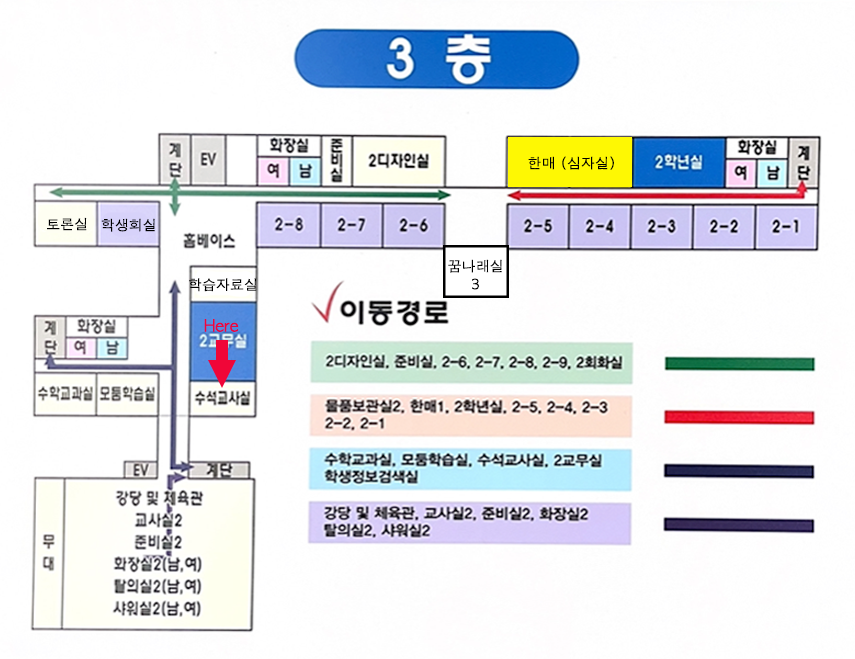 3 층
계단
EV
화장실
여
남
준비실
2디자인실
한매 (심자실)
2학년실
화장실
여
남
계단
토론실
학생회실
홈베이스
2-8
2-7
2-6
2-5
2-4
2-3
2-2
2-1
꿈나래실
3
학습자료실
Here
2교무실
수석교사실
계단
화장실
여
남
수학교과실
모둠학습실
EV
계단
무대
강당 및 체육관
교사실2
준비실2
화장실2(남,여)
탈의실2(남,여)
샤워실2(남,여)
이동경로
2디자인실, 준비실, 2-6, 2-7, 2-8, 2-9, 2회화실
물품보관실2, 한매1, 2학년실, 2-5, 2-4, 2-3
2-2, 2-1
수학교과실, 모둠학습실, 수석교사실, 2교무실
학생정보검색실
강당 및 체육관, 교사실2, 준비실2, 화장실2
탈의실2, 샤워실2